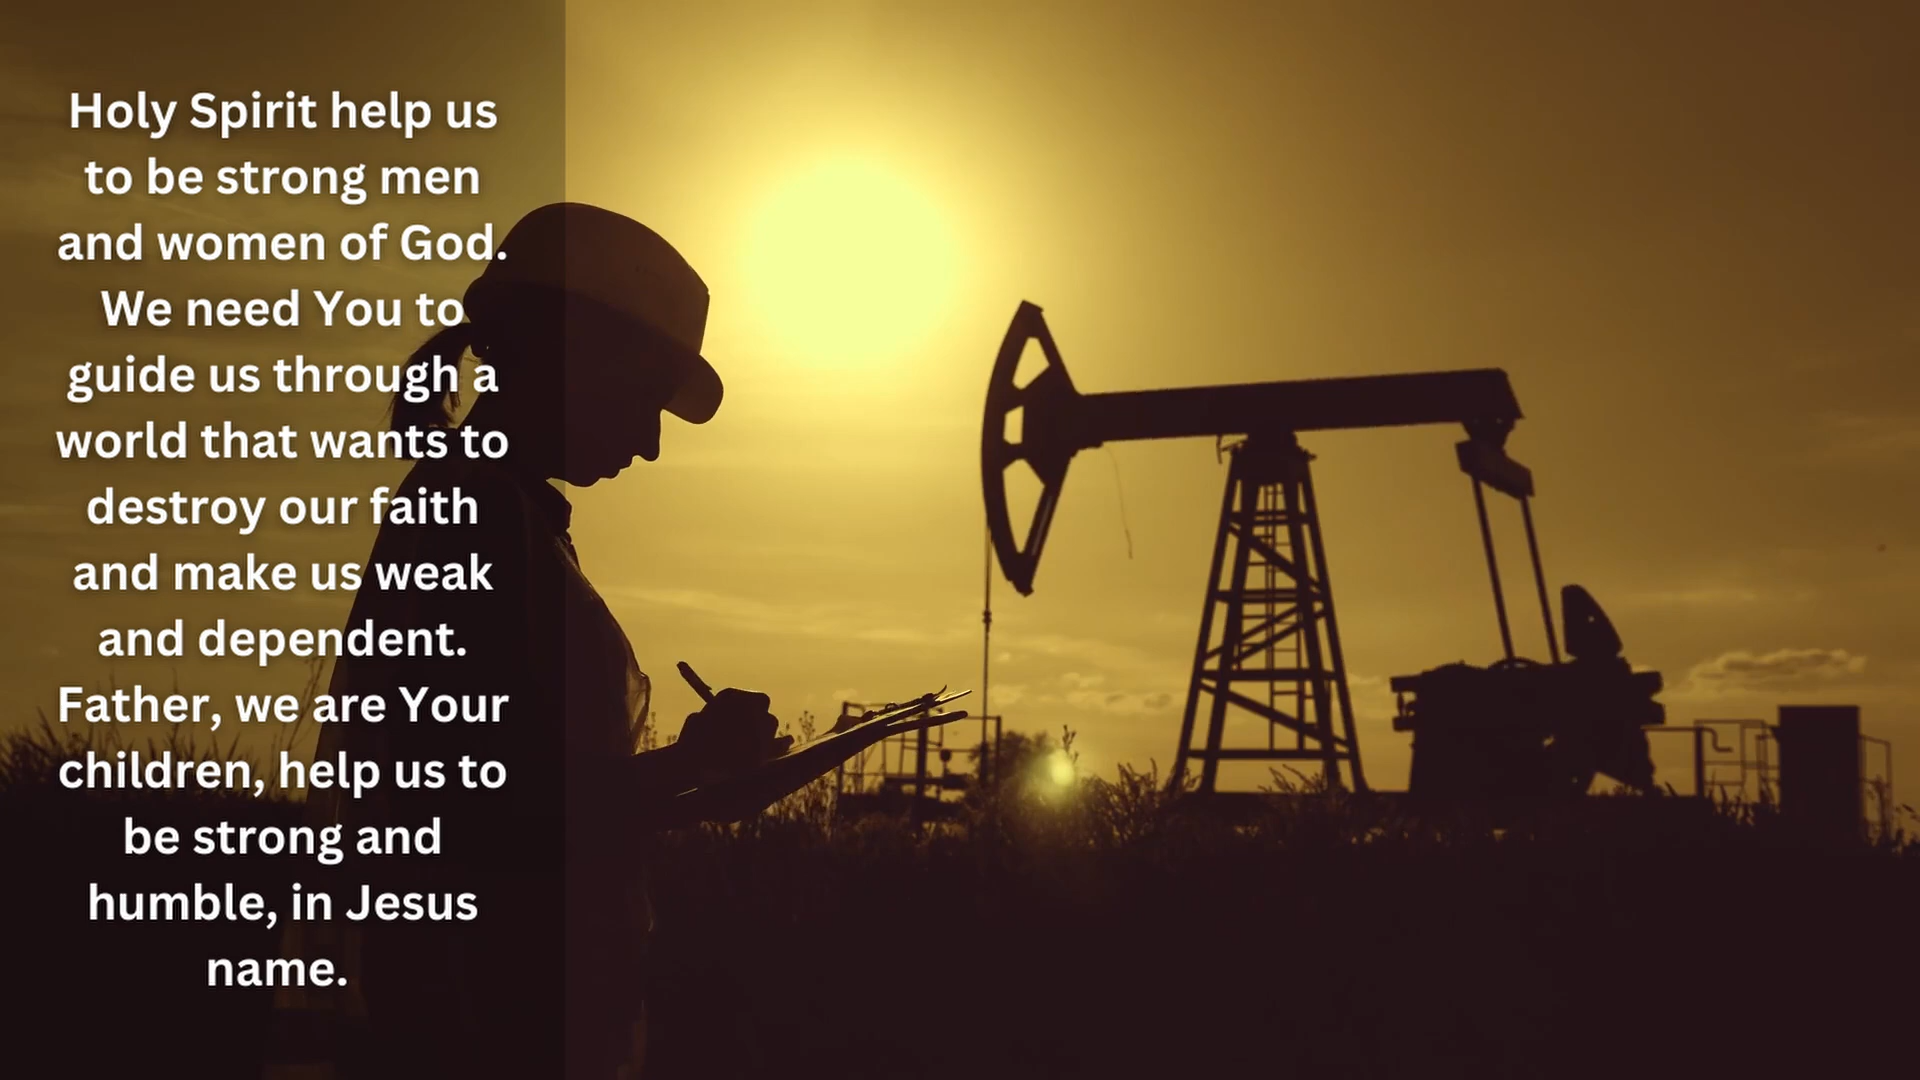 Holy Spirit help us
to be strong men
and women of God.
We need You to
guide us through a
world that wants to
destroy our faith
and make us weak
and dependent.
Father, we are Your
children, help us to
be strong and
humble, in Jesus
name.